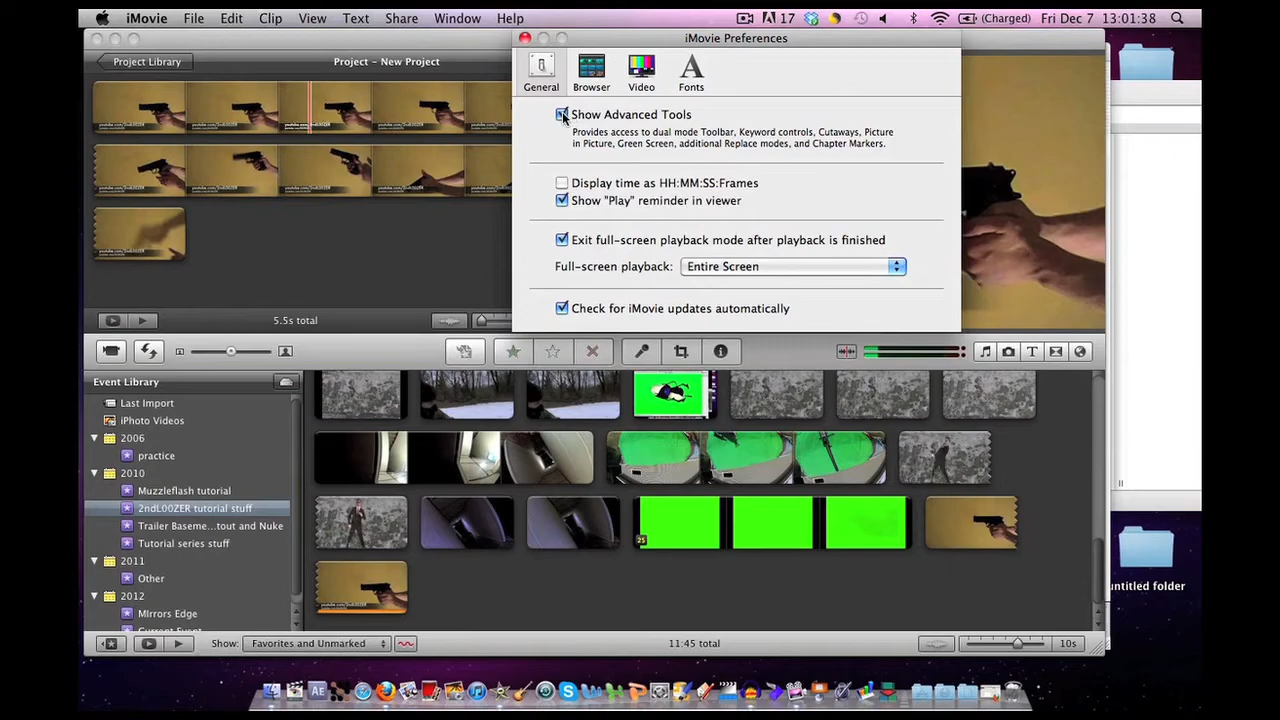 iMovie File Edit Clip View Text Share Window Help 17 (Charged) Fri Dec 7 13:01:38
iMovie Preferences
Project Library Project - New Project
General Browser Video Fonts
Show Advanced Tools
Provides access to dual mode Toolbar, Keyword controls, Cutaways, Picture
in Picture, Green Screen, additional Replace modes, and Chapter Markers.
Display time as HH:MM:SS:Frames
Show "Play" reminder in viewer
Exit full-screen playback mode after playback is finished
Full-screen playback: Entire Screen
Check for iMovie updates automatically
5.5s total
Event Library
Last Import
iPhoto Videos
2006
practice
2010
Muzzleflash tutorial
2ndL00ZER tutorial stuff
Trailer Baseme...tout and Nuke
Tutorial series stuff
2011
Other
2012
MIrrors Edge
Current Event
2s
untitled folder
Show: Favorites and Unmarked 11:45 total 10s
AE